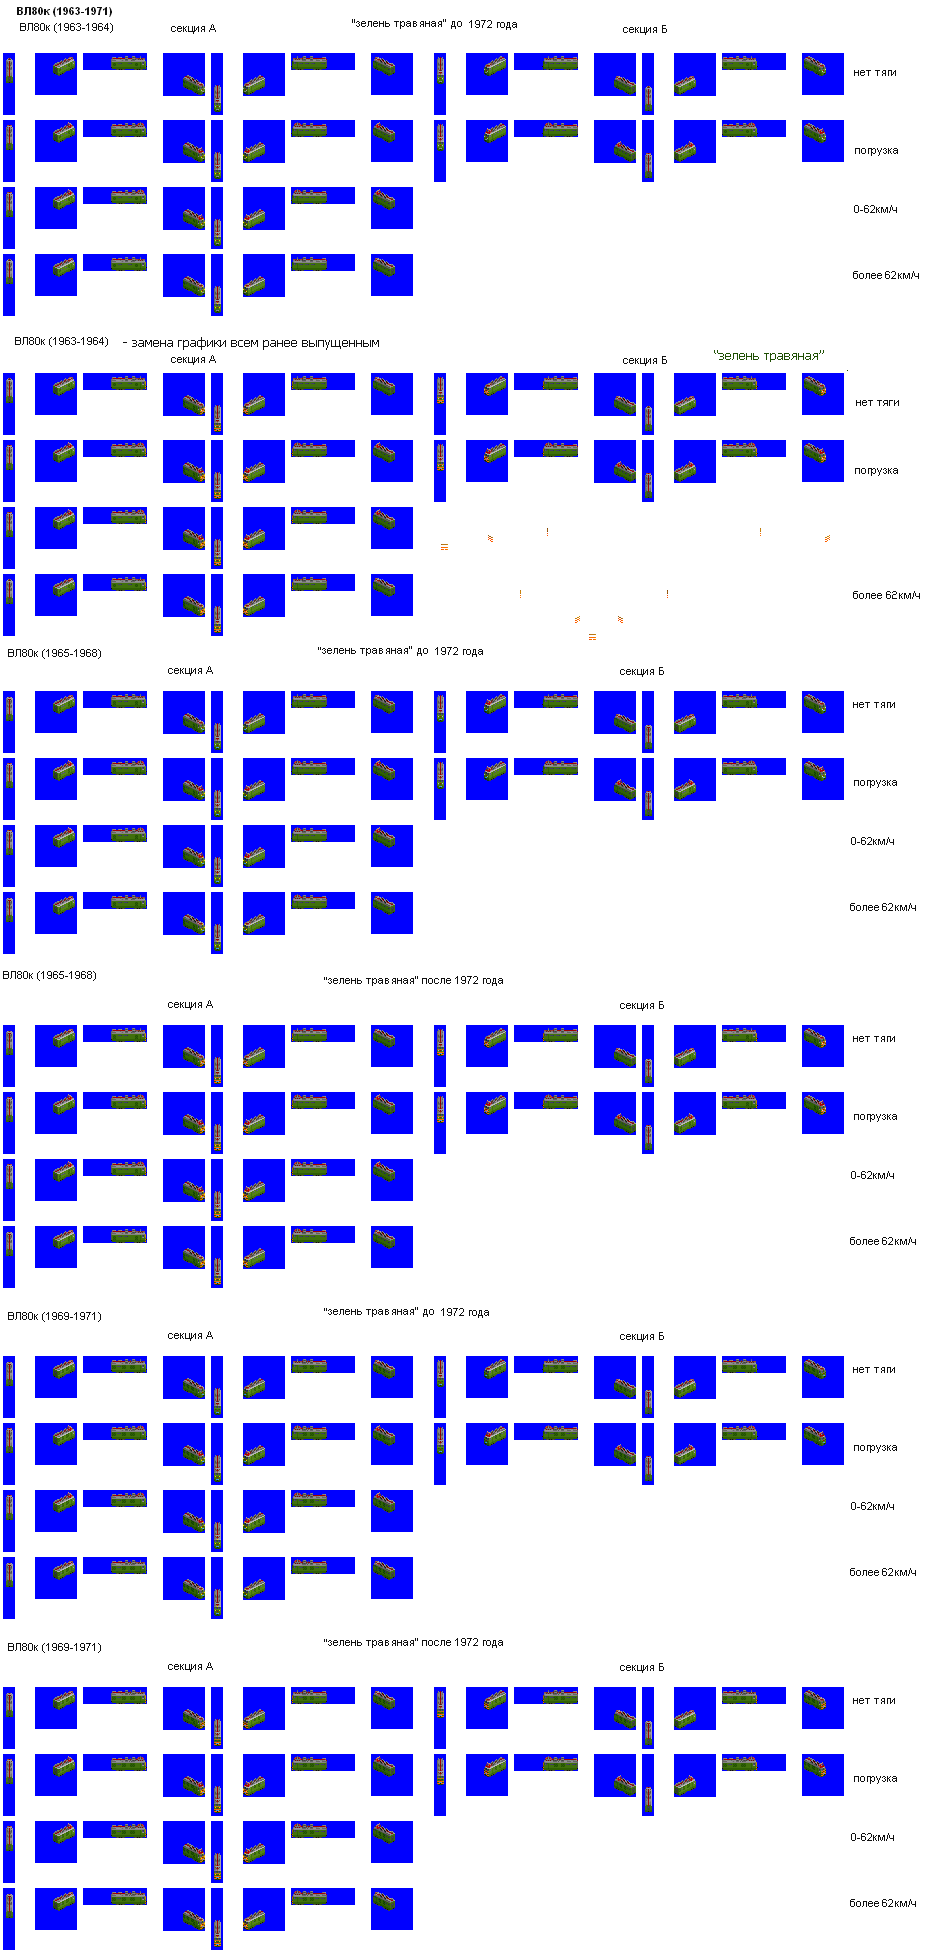 ВЛ80к (1963-1971)
ВЛ80к (1963-1964)
секция А
"зелень травяная" до 1972 года
секция Б
нет тяги
погрузка
0-62км/ч
более 62км/ч
ВЛ80к (1963-1964) - замена графики всем ранее выпущенным
секция А
секция Б
"зелень травяная"
нет тяги
погрузка
более 62км/ч
ВЛ80к (1965-1968)
"зелень травяная" до 1972 года
секция А
секция Б
нет тяги
погрузка
0-62км/ч
более 62км/ч
ВЛ80к (1965-1968)
"зелень травяная" после 1972 года
секция А
секция Б
нет тяги
погрузка
0-62км/ч
более 62км/ч
ВЛ80к (1969-1971)
"зелень травяная" до 1972 года
секция А
секция Б
нет тяги
погрузка
0-62км/ч
более 62км/ч
ВЛ80к (1969-1971)
"зелень травяная" после 1972 года
секция А
секция Б
нет тяги
погрузка
0-62км/ч
более 62км/ч